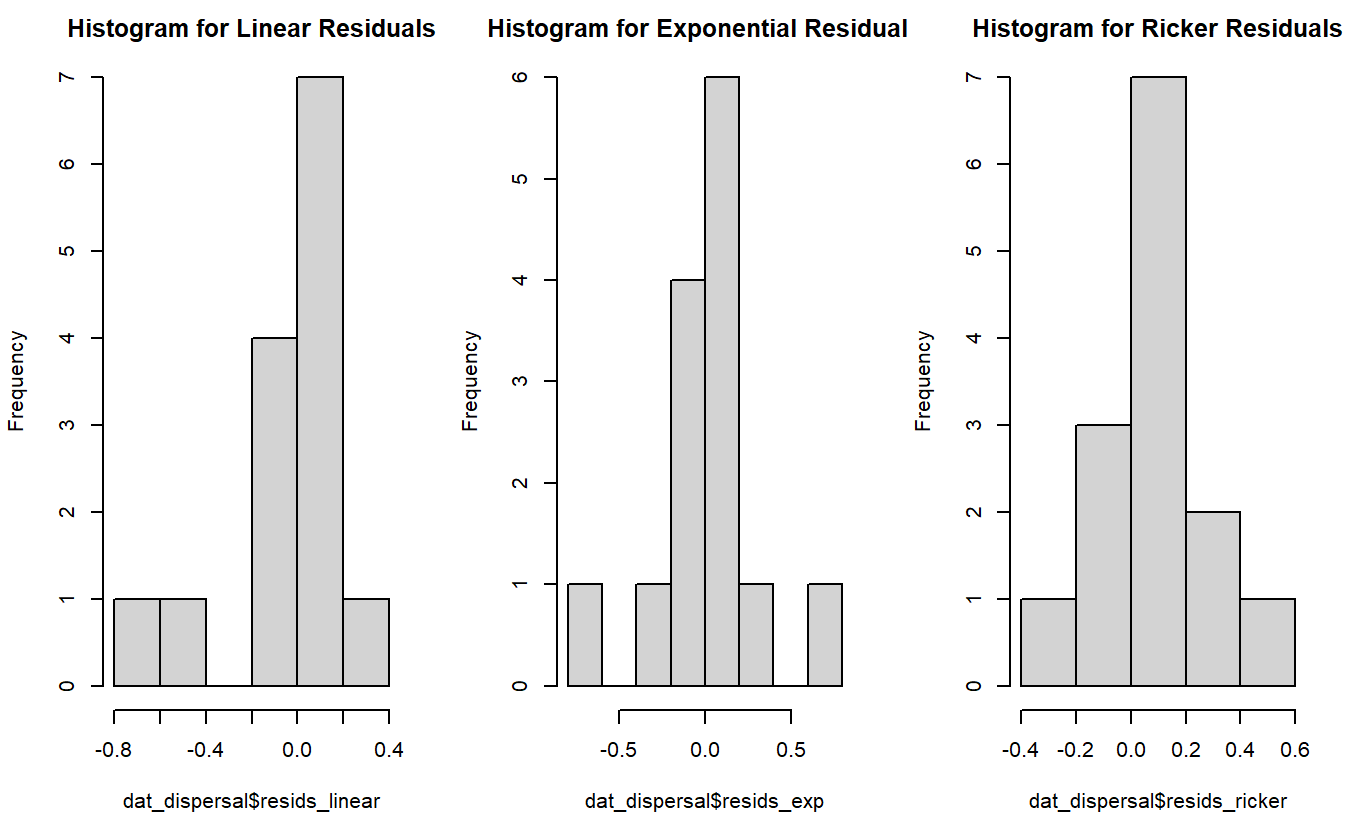 Histogram for Linear Residuals
Frequency
7
6
5
4
3
2
1
0
-0.8 -0.4 0.0 0.4
dat_dispersal$resids_linear
Histogram for Exponential Residual
Frequency
6
5
4
3
2
1
0
-0.5 0.0 0.5
dat_dispersal$resids_exp
Histogram for Ricker Residuals
Frequency
7
6
5
4
3
2
1
0
-0.4 -0.2 0.0 0.2 0.4 0.6
dat_dispersal$resids_ricker